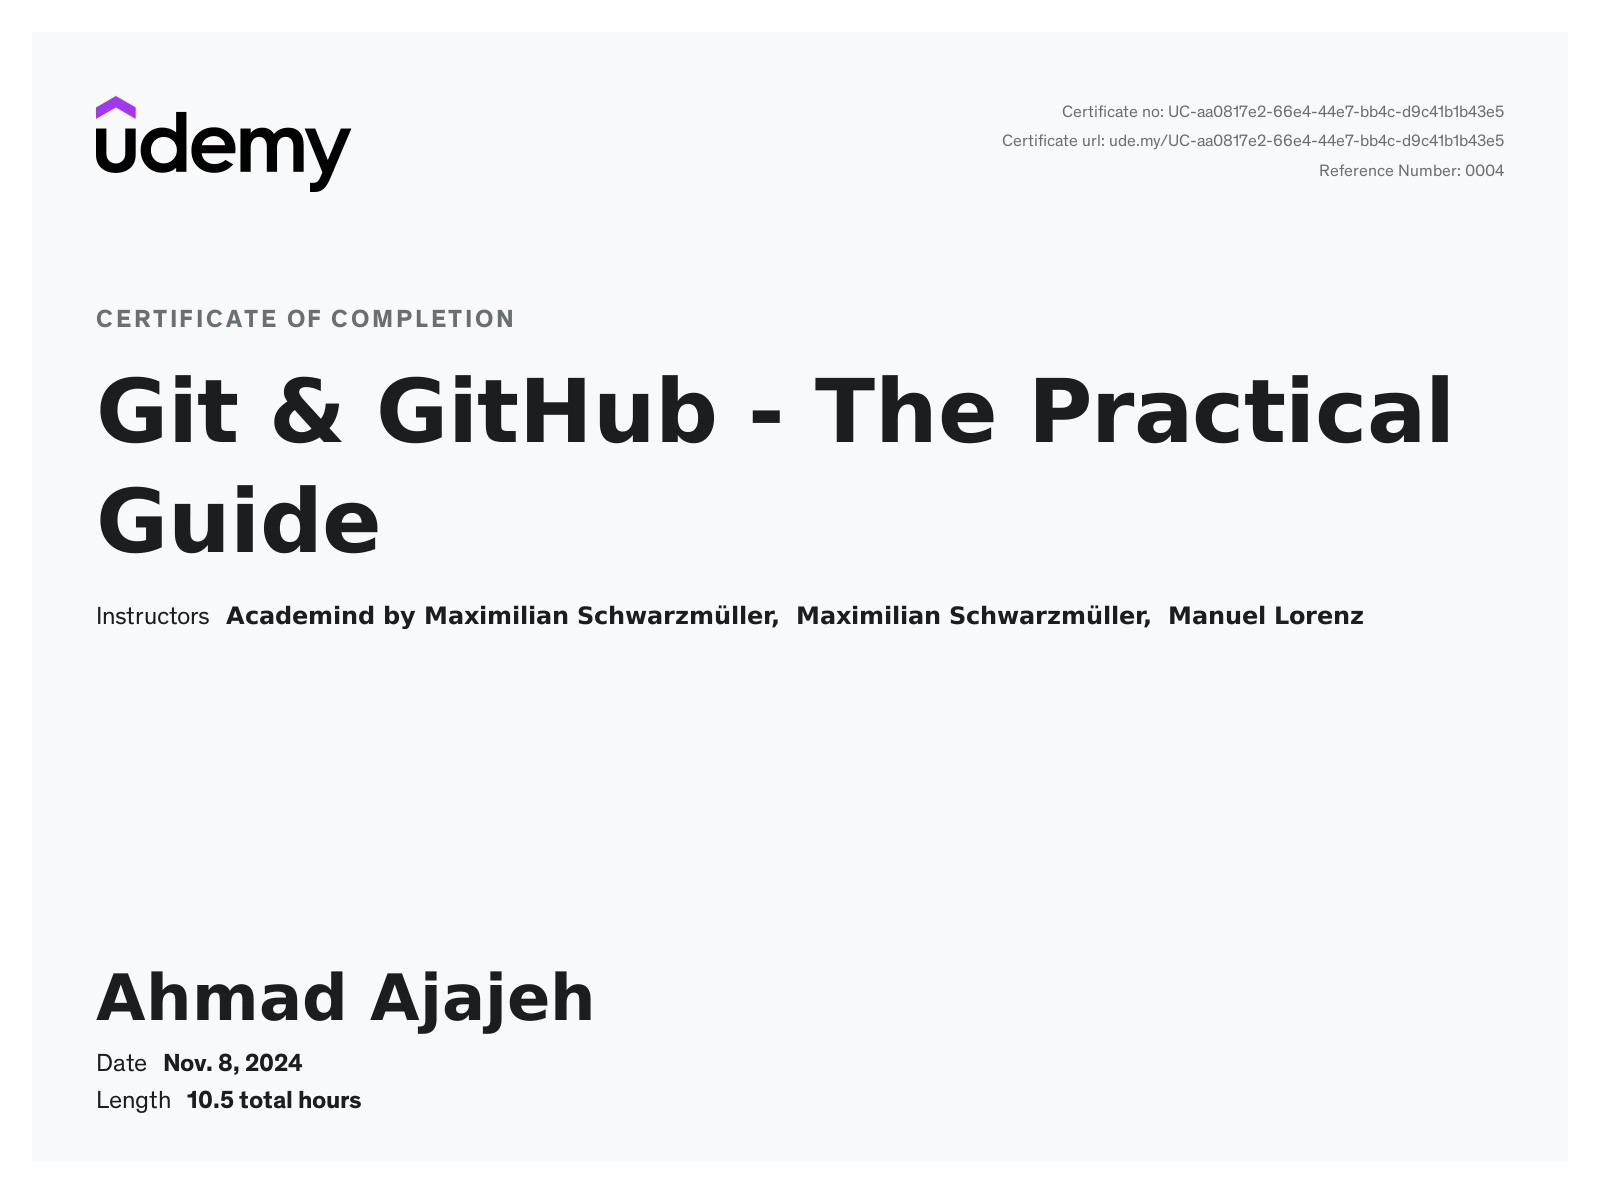 udemy
Certificate no: UC-aa0817e2-66e4-44e7-bb4c-d9c41b1b43e5
Certificate url: ude.my/UC-aa0817e2-66e4-44e7-bb4c-d9c41b1b43e5
Reference Number: 0004
CERTIFICATE OF COMPLETION
Git & GitHub - The Practical
Guide
Instructors Academind by Maximilian Schwarzmüller, Maximilian Schwarzmüller, Manuel Lorenz
Ahmad Ajajeh
Date Nov. 8, 2024
Length 10.5 total hours